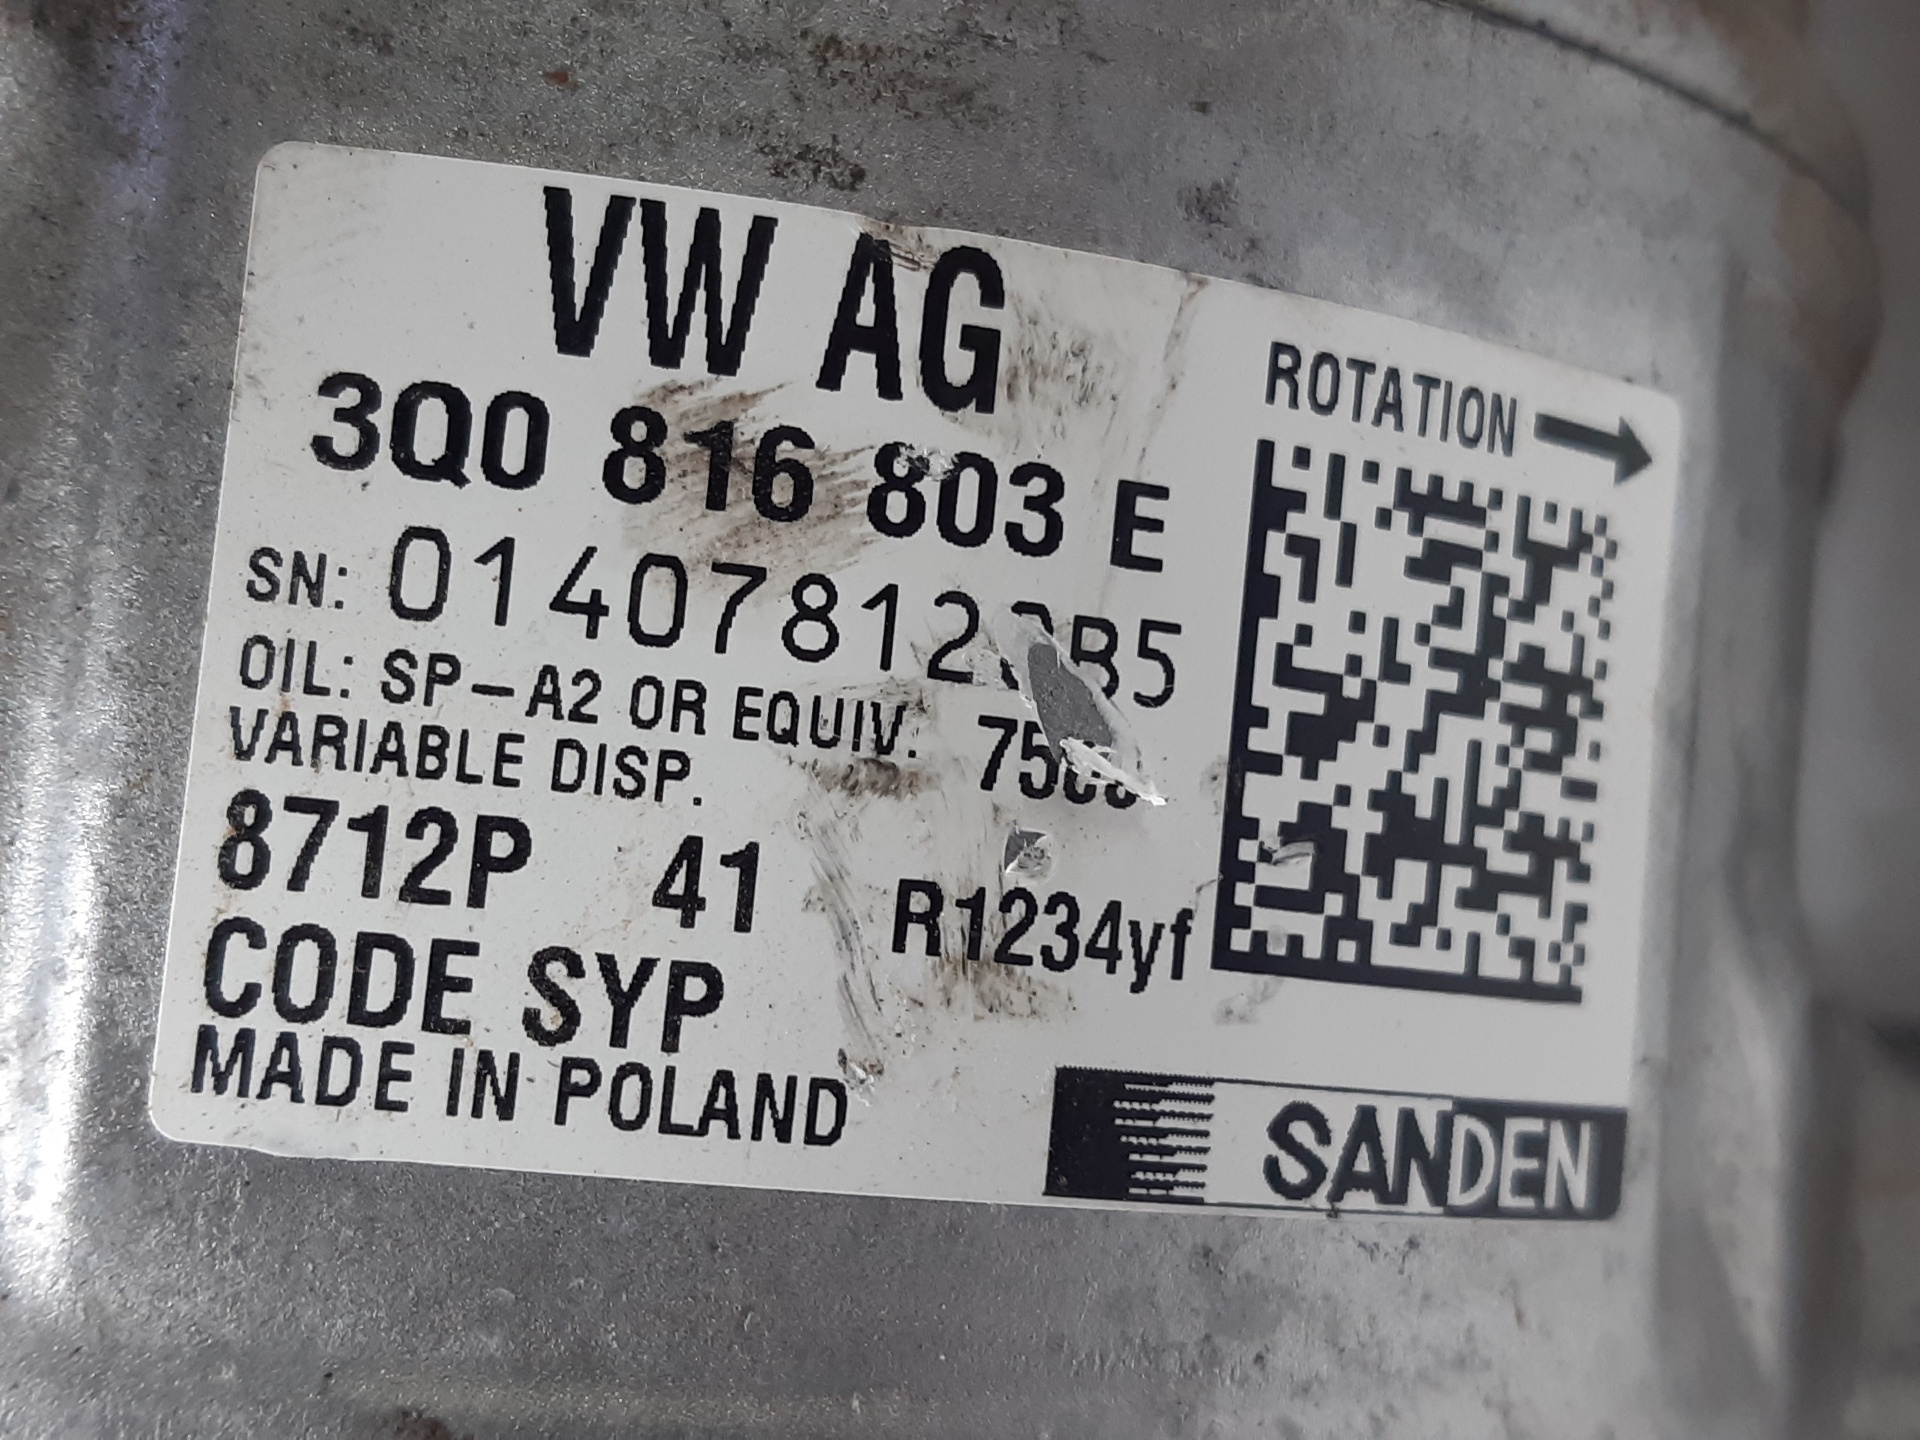 VW AG
3Q0 816 803 E
ROTATION
SN:
OIL: SP-A2 OR EQUIV.
VARIABLE DISP.
8712P 41
R1234yf
CODE SYP
MADE IN POLAND
SANDEN